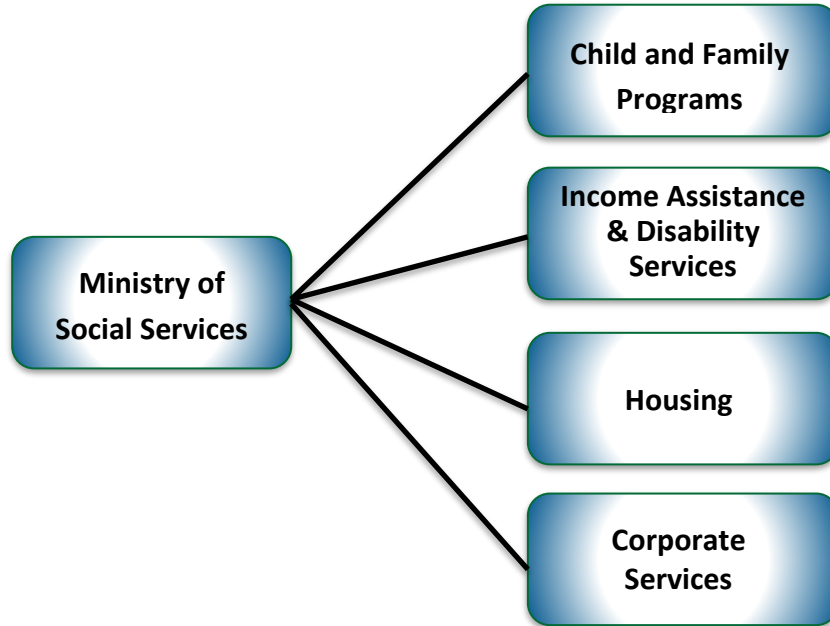 Child and Family
Programs
Income Assistance
& Disability
Services
Ministry of
Social Services
Housing
Corporate
Services